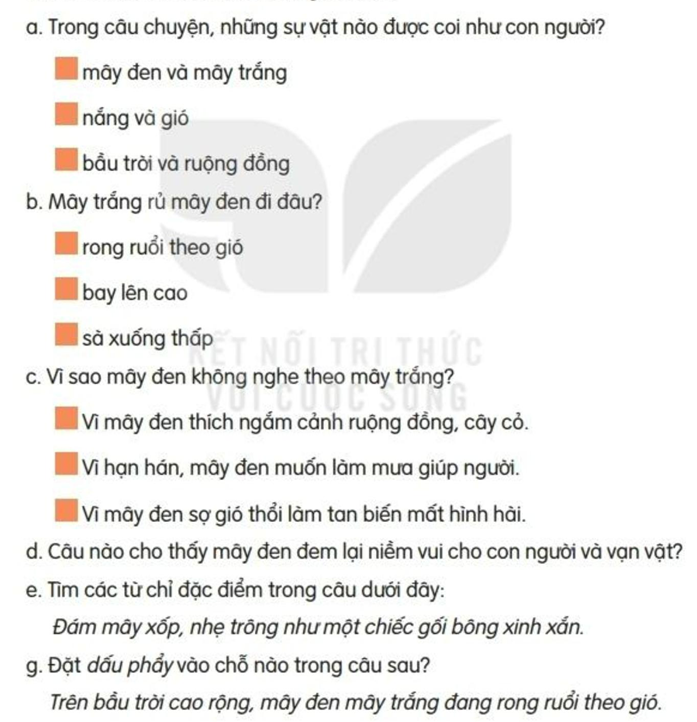 a. Trong câu chuyện, những sự vật nào được coi như con người?
mây đen và mây trắng
nắng và gió
bầu trời và ruộng đồng
b. Mây trắng rủ mây đen đi đâu?
rong ruổi theo gió
bay lên cao
sà xuống thấp
KẾT NỐI TRI THỨC
VỚI CUỘC SỐNG
c. Vì sao mây đen không nghe theo mây trắng?
Vì mây đen thích ngắm cảnh ruộng đồng, cây cỏ.
Vì hạn hán, mây đen muốn làm mưa giúp người.
Vì mây đen sợ gió thổi làm tan biến mất hình hài.
d. Câu nào cho thấy mây đen đem lại niềm vui cho con người và vạn vật?
e. Tìm các từ chỉ đặc điểm trong câu dưới đây:
Đám mây xốp, nhẹ trông như một chiếc gối bông xinh xắn.
g. Đặt dấu phẩy vào chỗ nào trong câu sau?
Trên bầu trời cao rộng, mây đen mây trắng đang rong ruổi theo gió.